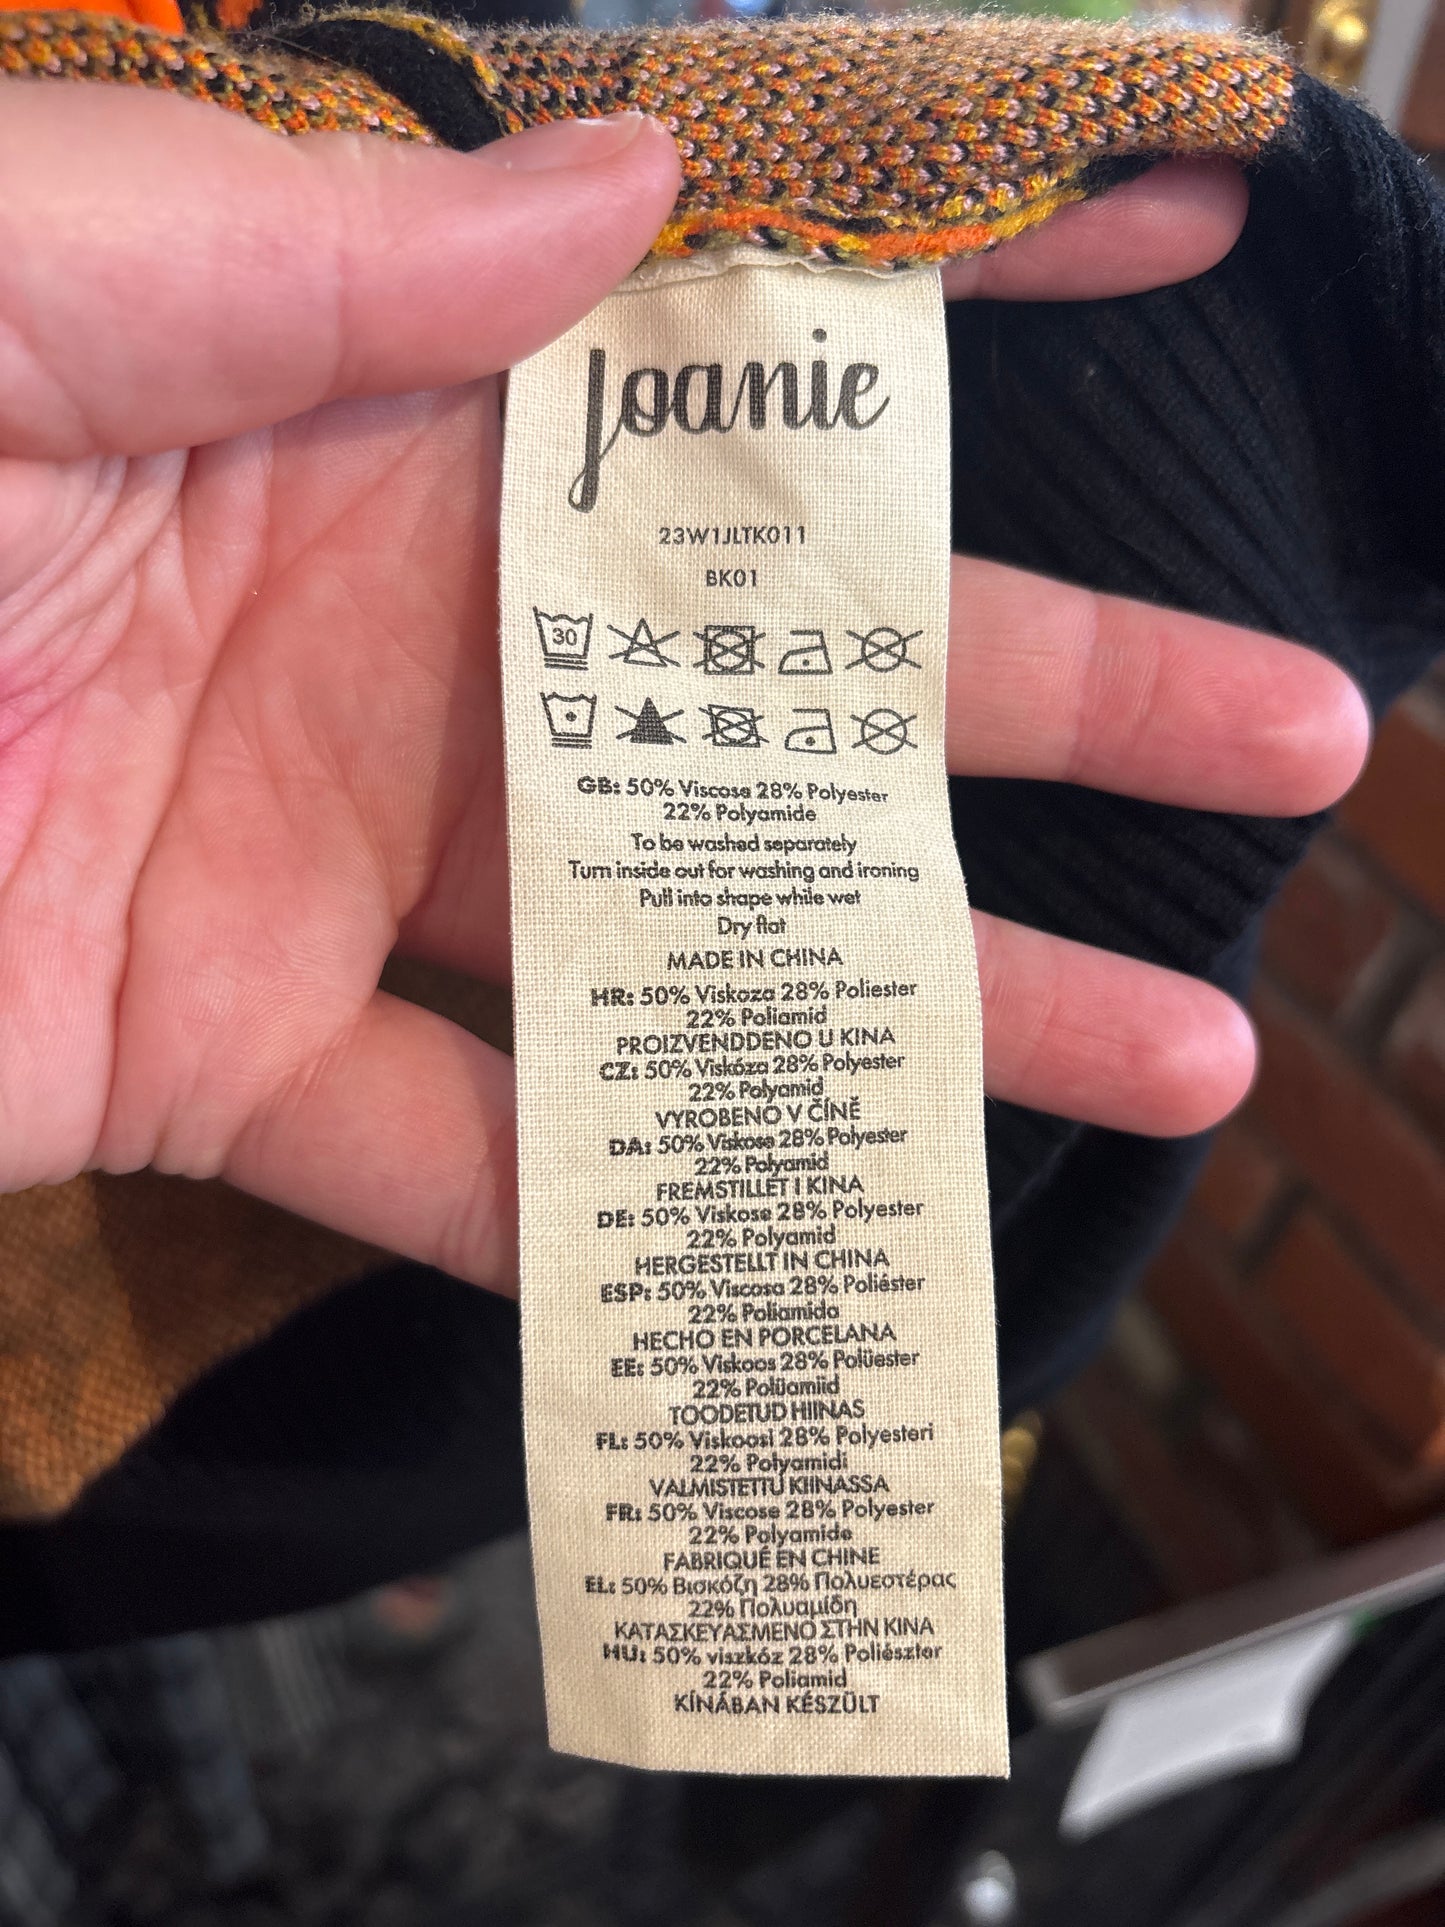 Joanie
23W1JLTK011
BK01
30
GB: 50% Viscose 28% Polyester
22% Polyamide
To be washed separately
Turn inside out for washing and ironing
Pull into shape while wet
Dry flat
MADE IN CHINA
HR: 50% Viskoza 28% Poliester
22% Poliamid
PROIZVENDDENO U KINA
CZ: 50% Viskóza 28% Polyester
22% Polyamid
VYROBENO V ČÍNĚ
DA: 50% Viskose 28% Polyester
22% Polyamid
FREMSTILLET I KINA
DE: 50% Viskose 28% Polyester
22% Polyamid
HERGESTELLT IN CHINA
ESP: 50% Viscosa 28% Poliéster
22% Poliamida
HECHO EN PORCELANA
EE: 50% Viskoos 28% Polüester
22% Polüamiid
TOODETUD HIINAS
FL: 50% Viskoosi 28% Polyesteri
22% Polyamidi
VALMISTETTU KIINASSA
FR: 50% Viscose 28% Polyester
22% Polyamide
FABRIQUÉ EN CHINE
EL: 50% Βισκόζη 28% Πολυεστέρας
22% Πολυαμίδη
ΚΑΤΑΣΚΕΥΑΣΜΕΝΟ ΣΤΗΝ ΚΙΝΑ
HU: 50% viszkóz 28% Poliészter
22% Poliamid
KÍNÁBAN KÉSZÜLT